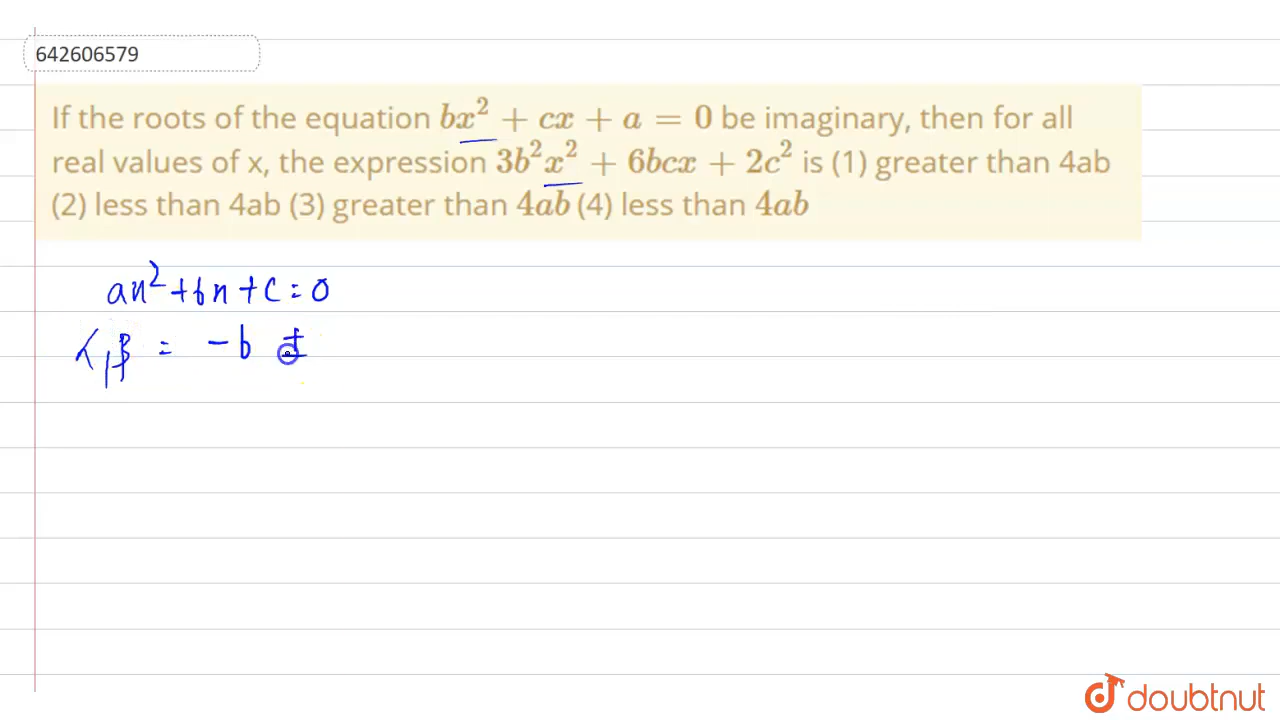 642606579
If the roots of the equation bx² + cx + a = 0 be imaginary, then for all
real values of x, the expression 3b²x² + 6bcx + 2c² is (1) greater than 4ab
(2) less than 4ab (3) greater than 4ab (4) less than 4ab
ax² + bx + c = 0
α, β = -b ±
doubtnut